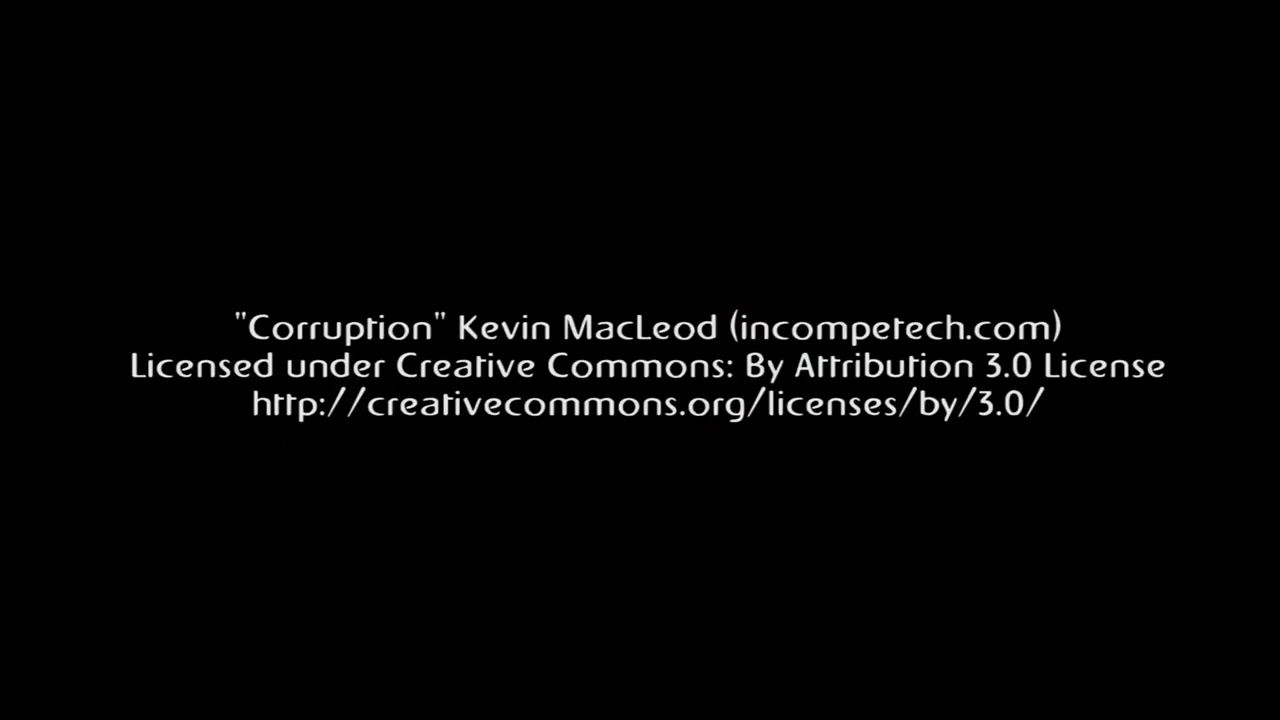 "Corruption" Kevin MacLeod (incompetech.com)
Licensed under Creative Commons: By Attribution 3.0 License
http://creativecommons.org/licenses/by/3.0/